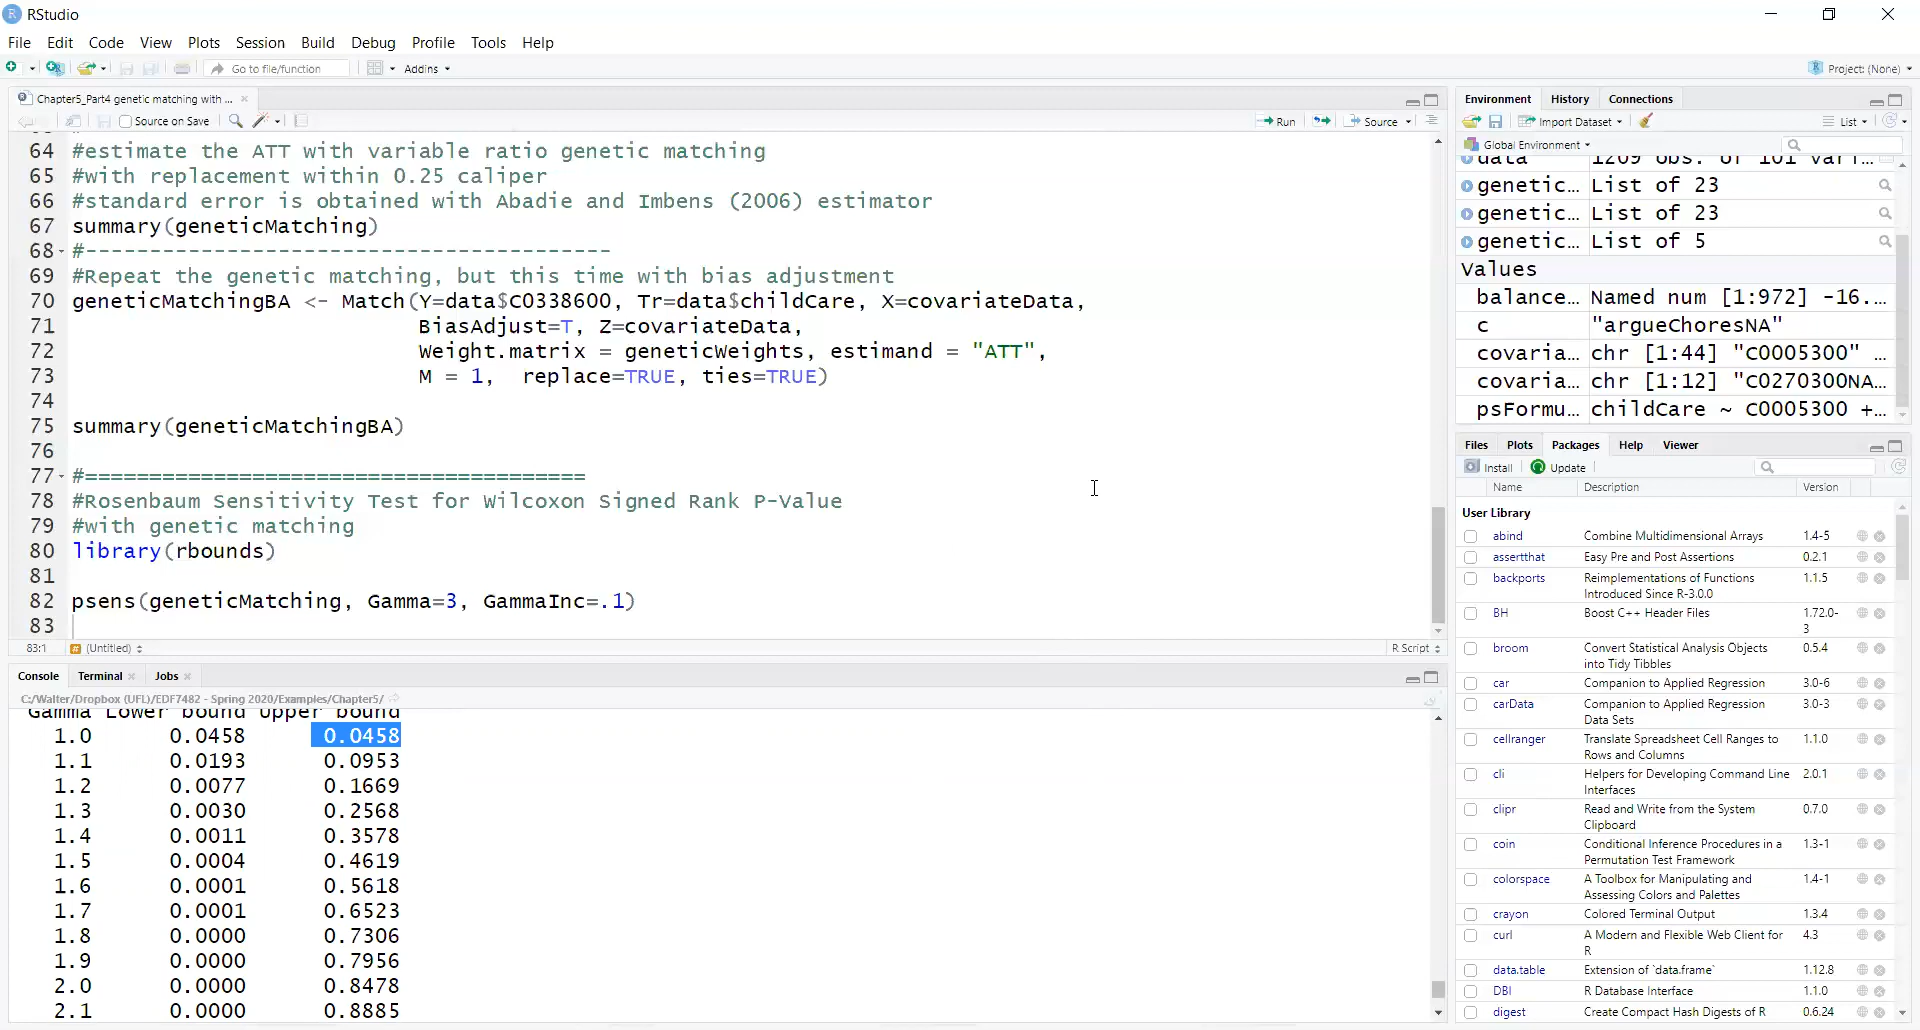 RStudio
File Edit Code View Plots Session Build Debug Profile Tools Help
Go to file/function Addins Project: (None)
Chapter5_Part4 genetic matching with ...
Source on Save Run Source
64 #estimate the ATT with variable ratio genetic matching
65 #with replacement within 0.25 caliper
66 #standard error is obtained with Abadie and Imbens (2006) estimator
67 summary(geneticMatching)
68 #-----------------------------------------
69 #Repeat the genetic matching, but this time with bias adjustment
70 geneticMatchingBA <- Match(Y=data$C0338600, Tr=data$childCare, X=covariateData,
71 BiasAdjust=T, Z=covariateData,
72 Weight.matrix = geneticWeights, estimand = "ATT",
73 M = 1, replace=TRUE, ties=TRUE)
74
75 summary(geneticMatchingBA)
76
77 #=======================================
78 #Rosenbaum Sensitivity Test for Wilcoxon Signed Rank P-Value
79 #with genetic matching
80 library(rbounds)
81
82 psens(geneticMatching, Gamma=3, GammaInc=.1)
83
83:1 (Untitled) R Script
Console Terminal Jobs
C:/Walter/Dropbox (UFL)/EDF7482 - Spring 2020/Examples/Chapter5/
Gamma Lower bound Upper bound
1.0 0.0458 0.0458
1.1 0.0193 0.0953
1.2 0.0077 0.1669
1.3 0.0030 0.2568
1.4 0.0011 0.3578
1.5 0.0004 0.4619
1.6 0.0001 0.5618
1.7 0.0001 0.6523
1.8 0.0000 0.7306
1.9 0.0000 0.7956
2.0 0.0000 0.8478
2.1 0.0000 0.8885
Environment History Connections
Import Dataset List
Global Environment
data 1209 obs. of 101 vari...
genetic... List of 23
genetic... List of 23
genetic... List of 5
Values
balance... Named num [1:972] -16....
c "argueChoresNA"
covaria... chr [1:44] "C0005300" ...
covaria... chr [1:12] "C0270300NA...
psFormu... childCare ~ C0005300 +...
Files Plots Packages Help Viewer
Install Update
Name Description Version
User Library
abind Combine Multidimensional Arrays 1.4-5
assertthat Easy Pre and Post Assertions 0.2.1
backports Reimplementations of Functions 1.1.5
Introduced Since R-3.0.0
BH Boost C++ Header Files 1.72.0-
3
broom Convert Statistical Analysis Objects 0.5.4
into Tidy Tibbles
car Companion to Applied Regression 3.0-6
carData Companion to Applied Regression 3.0-3
Data Sets
cellranger Translate Spreadsheet Cell Ranges to 1.1.0
Rows and Columns
cli Helpers for Developing Command Line 2.0.1
Interfaces
clipr Read and Write from the System 0.7.0
Clipboard
coin Conditional Inference Procedures in a 1.3-1
Permutation Test Framework
colorspace A Toolbox for Manipulating and 1.4-1
Assessing Colors and Palettes
crayon Colored Terminal Output 1.3.4
curl A Modern and Flexible Web Client for 4.3
R
data.table Extension of `data.frame` 1.12.8
DBI R Database Interface 1.1.0
digest Create Compact Hash Digests of R 0.6.24